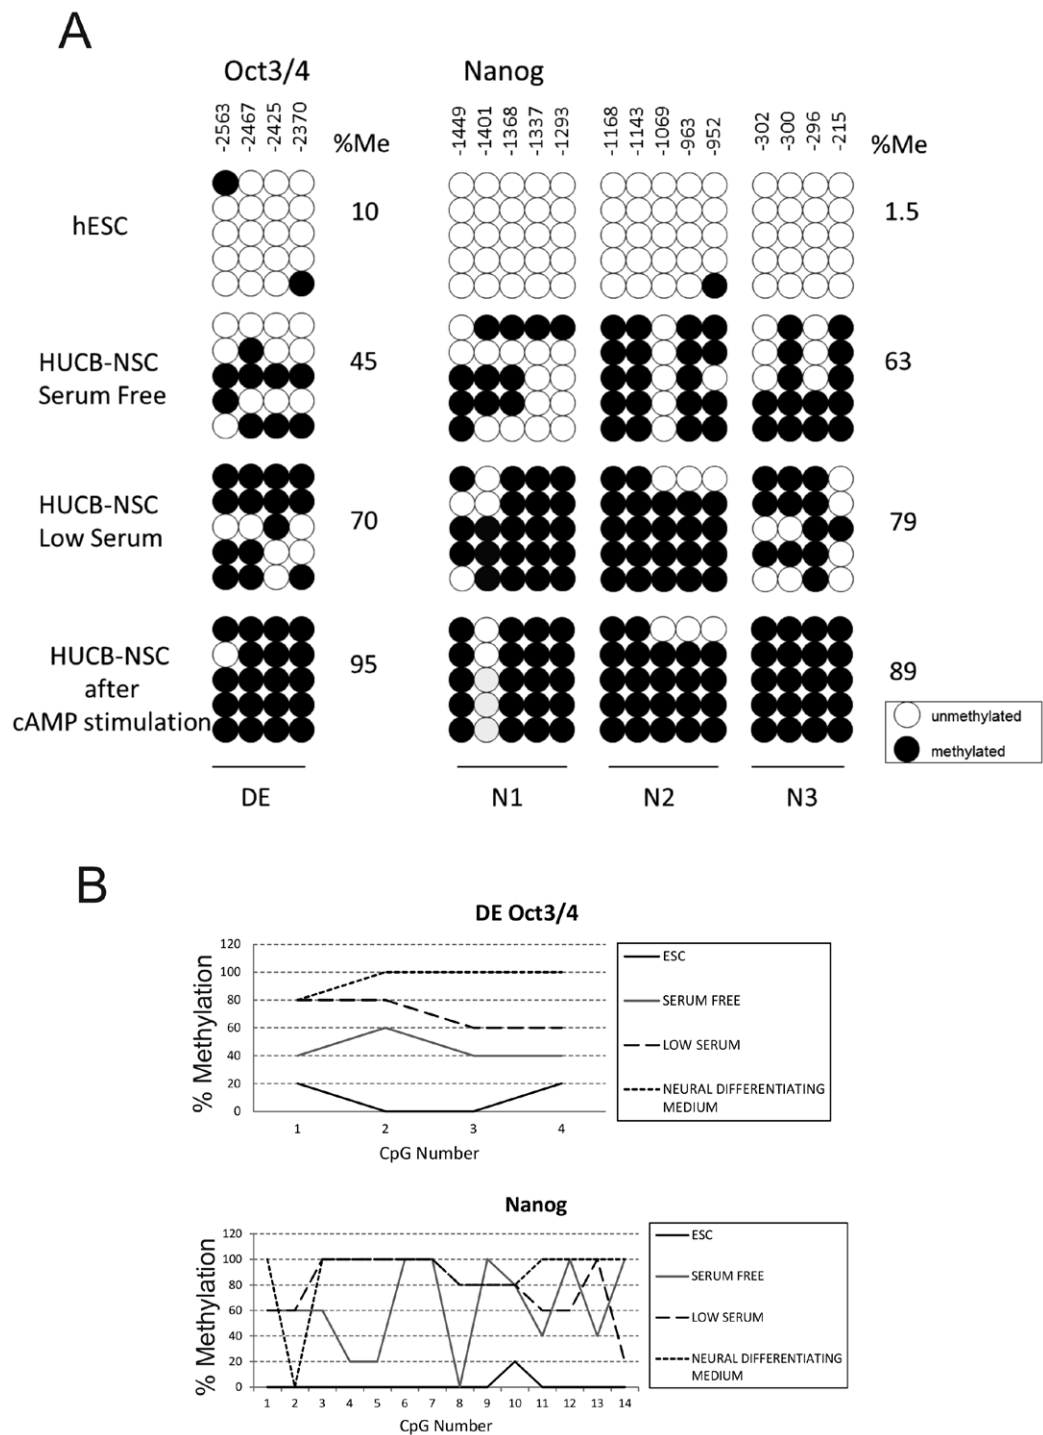 A
Oct3/4
Nanog
-2563 -2467 -2425 -2370 %Me -1449 -1401 -1368 -1337 -1293 -1168 -1143 -1069 -963 -952 -302 -300 -296 -215 %Me
hESC 10 1.5
HUCB-NSC
Serum Free
45 63
HUCB-NSC
Low Serum
70 79
HUCB-NSC
after
cAMP stimulation
95 89
unmethylated
methylated
DE N1 N2 N3
B
DE Oct3/4
% Methylation
120
100
80
60
40
20
0
1 2 3 4
CpG Number
ESC
SERUM FREE
LOW SERUM
NEURAL DIFFERENTIATING
MEDIUM
Nanog
% Methylation
120
100
80
60
40
20
0
1 2 3 4 5 6 7 8 9 10 11 12 13 14
CpG Number
ESC
SERUM FREE
LOW SERUM
NEURAL DIFFERENTIATING
MEDIUM